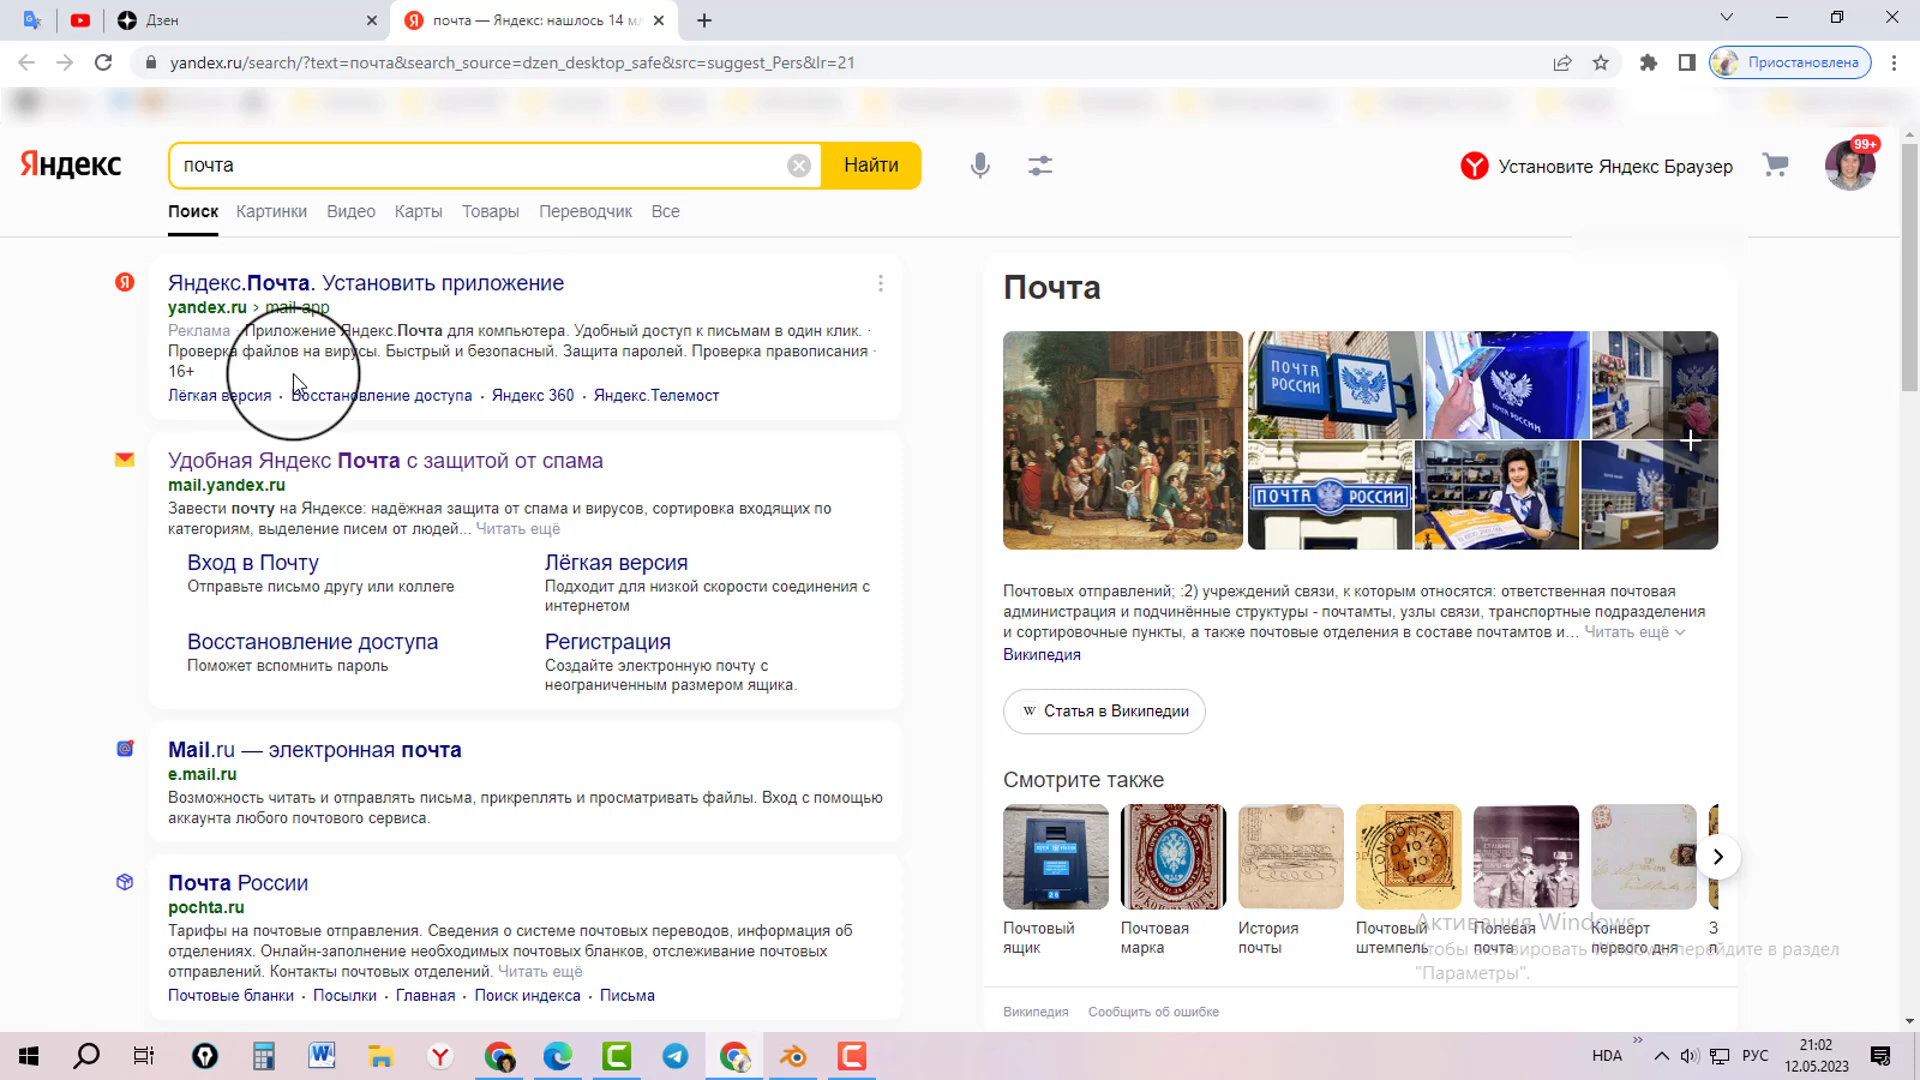 Дзен
почта — Яндекс: нашлось 14 мл
yandex.ru/search/?text=почта&search_source=dzen_desktop_safe&src=suggest_Pers&lr=21
Приостановлена
Яндекс
почта
Найти
Установите Яндекс Браузер
99+
Поиск Картинки Видео Карты Товары Переводчик Все
Яндекс.Почта. Установить приложение
yandex.ru › mail-app
Реклама · Приложение Яндекс.Почта для компьютера. Удобный доступ к письмам в один клик. ·
Проверка файлов на вирусы. Быстрый и безопасный. Защита паролей. Проверка правописания ·
16+
Лёгкая версия · Восстановление доступа · Яндекс 360 · Яндекс.Телемост
Удобная Яндекс Почта с защитой от спама
mail.yandex.ru
Завести почту на Яндексе: надёжная защита от спама и вирусов, сортировка входящих по
категориям, выделение писем от людей... Читать ещё
Вход в Почту
Отправьте письмо другу или коллеге
Лёгкая версия
Подходит для низкой скорости соединения с
интернетом
Восстановление доступа
Поможет вспомнить пароль
Регистрация
Создайте электронную почту с
неограниченным размером ящика.
Mail.ru — электронная почта
e.mail.ru
Возможность читать и отправлять письма, прикреплять и просматривать файлы. Вход с помощью
аккаунта любого почтового сервиса.
Почта России
pochta.ru
Тарифы на почтовые отправления. Сведения о системе почтовых переводов, информация об
отделениях. Онлайн-заполнение необходимых почтовых бланков, отслеживание почтовых
отправлений. Контакты почтовых отделений. Читать ещё
Почтовые бланки · Посылки · Главная · Поиск индекса · Письма
Почта
ПОЧТА
РОССИИ
ПОЧТА РОССИИ
ПОЧТА РОССИИ
Почтовых отправлений; :2) учреждений связи, к которым относятся: ответственная почтовая
администрация и подчинённые структуры - почтамты, узлы связи, транспортные подразделения
и сортировочные пункты, а также почтовые отделения в составе почтамтов и... Читать ещё
Википедия
W Статья в Википедии
Смотрите также
Почтовый
ящик
Почтовая
марка
История
почты
Почтовый
штемпель
Полевая
почта
Конверт
первого дня
З
п
Активация Windows
Чтобы активировать Windows, перейдите в раздел
"Параметры".
Википедия Сообщить об ошибке
HDA
РУС
21:02
12.05.2023